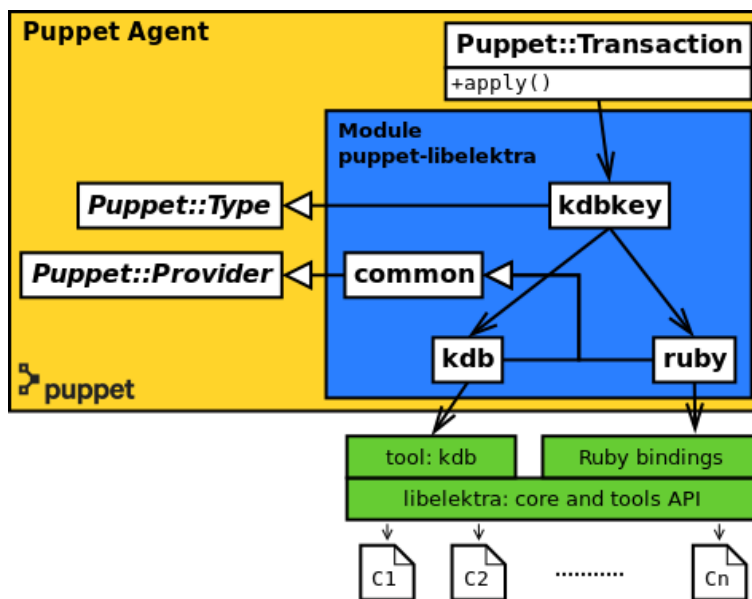 Puppet Agent
Puppet::Transaction
+apply()
Module
puppet-libelektra
Puppet::Type
kdbkey
Puppet::Provider
common
kdb
ruby
puppet
tool: kdb
Ruby bindings
libelektra: core and tools API
C1
C2
...........
Cn